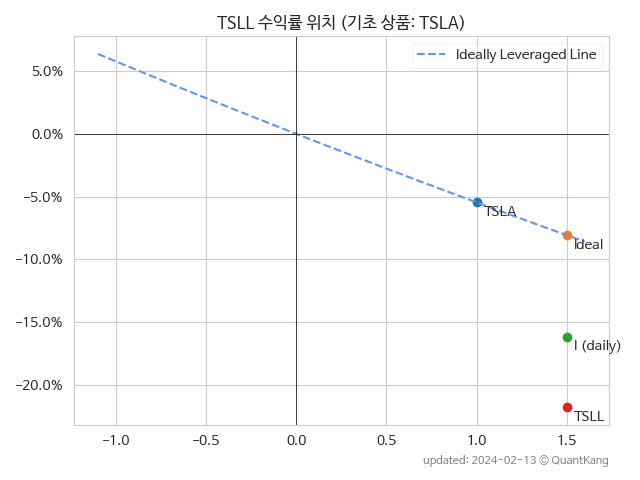 TSLL 수익률 위치 (기초 상품: TSLA)
Ideally Leveraged Line
5.0%
0.0%
−5.0%
−10.0%
−15.0%
−20.0%
TSLA
Ideal
I (daily)
TSLL
−1.0 −0.5 0.0 0.5 1.0 1.5
updated: 2024-02-13 © QuantKang